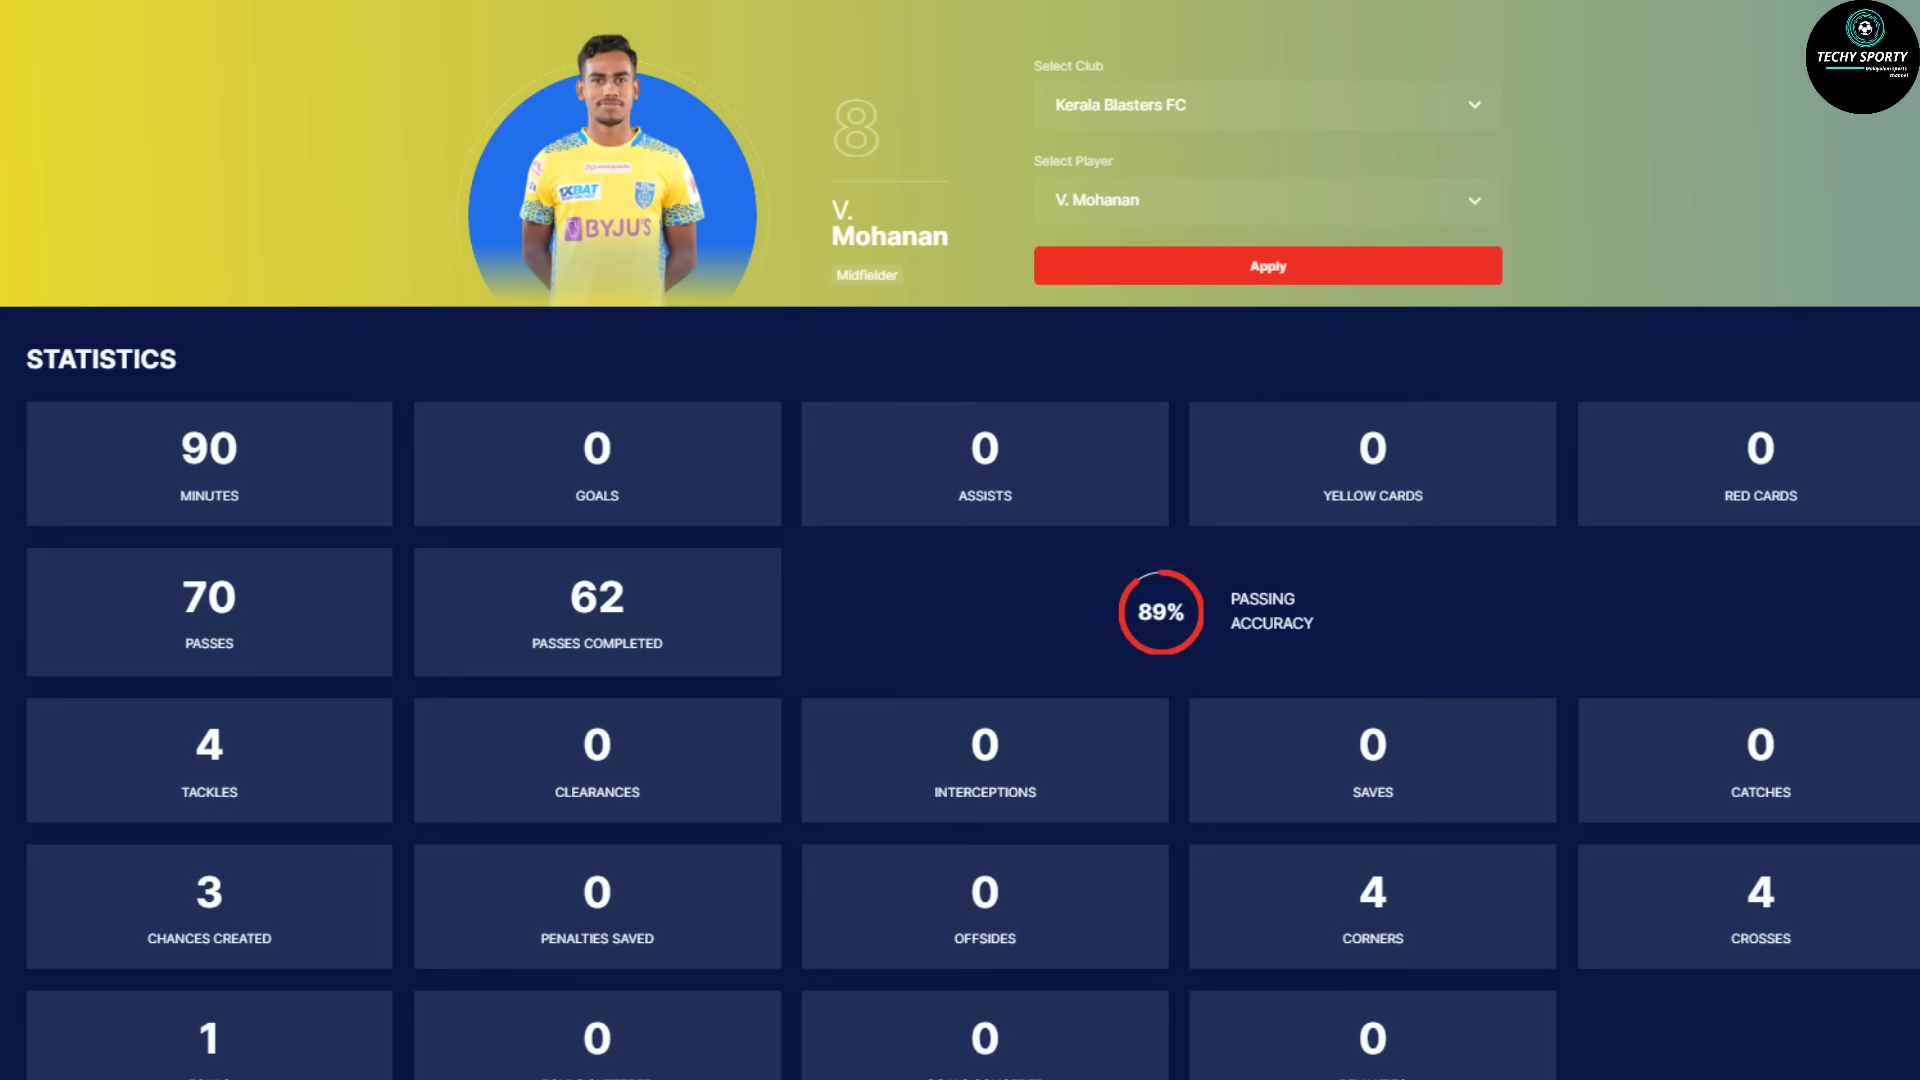 TECHY SPORTY
Malayalam sports
channel
Select Club
Kerala Blasters FC
8
Select Player
V. Mohanan
V.
Mohanan
Midfielder
Apply
1XBAT
BYJU'S
STATISTICS
90
MINUTES
0
GOALS
0
ASSISTS
0
YELLOW CARDS
0
RED CARDS
70
PASSES
62
PASSES COMPLETED
89%
PASSING
ACCURACY
4
TACKLES
0
CLEARANCES
0
INTERCEPTIONS
0
SAVES
0
CATCHES
3
CHANCES CREATED
0
PENALTIES SAVED
0
OFFSIDES
4
CORNERS
4
CROSSES
1
0
0
0